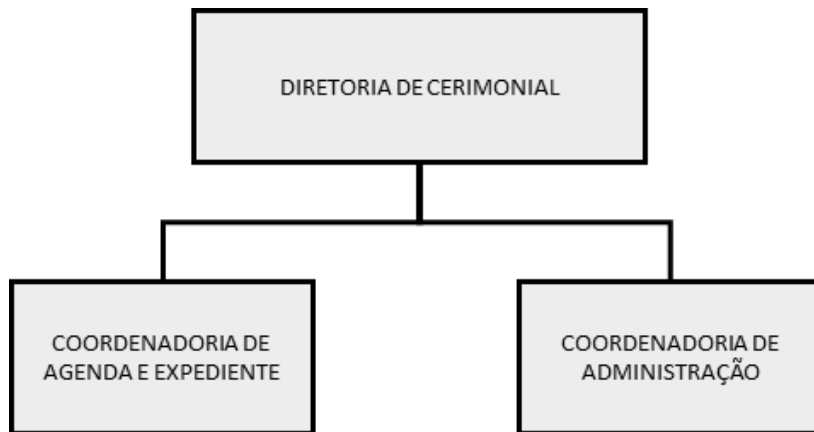 DIRETORIA DE CERIMONIAL
COORDENADORIA DE
AGENDA E EXPEDIENTE
COORDENADORIA DE
ADMINISTRAÇÃO